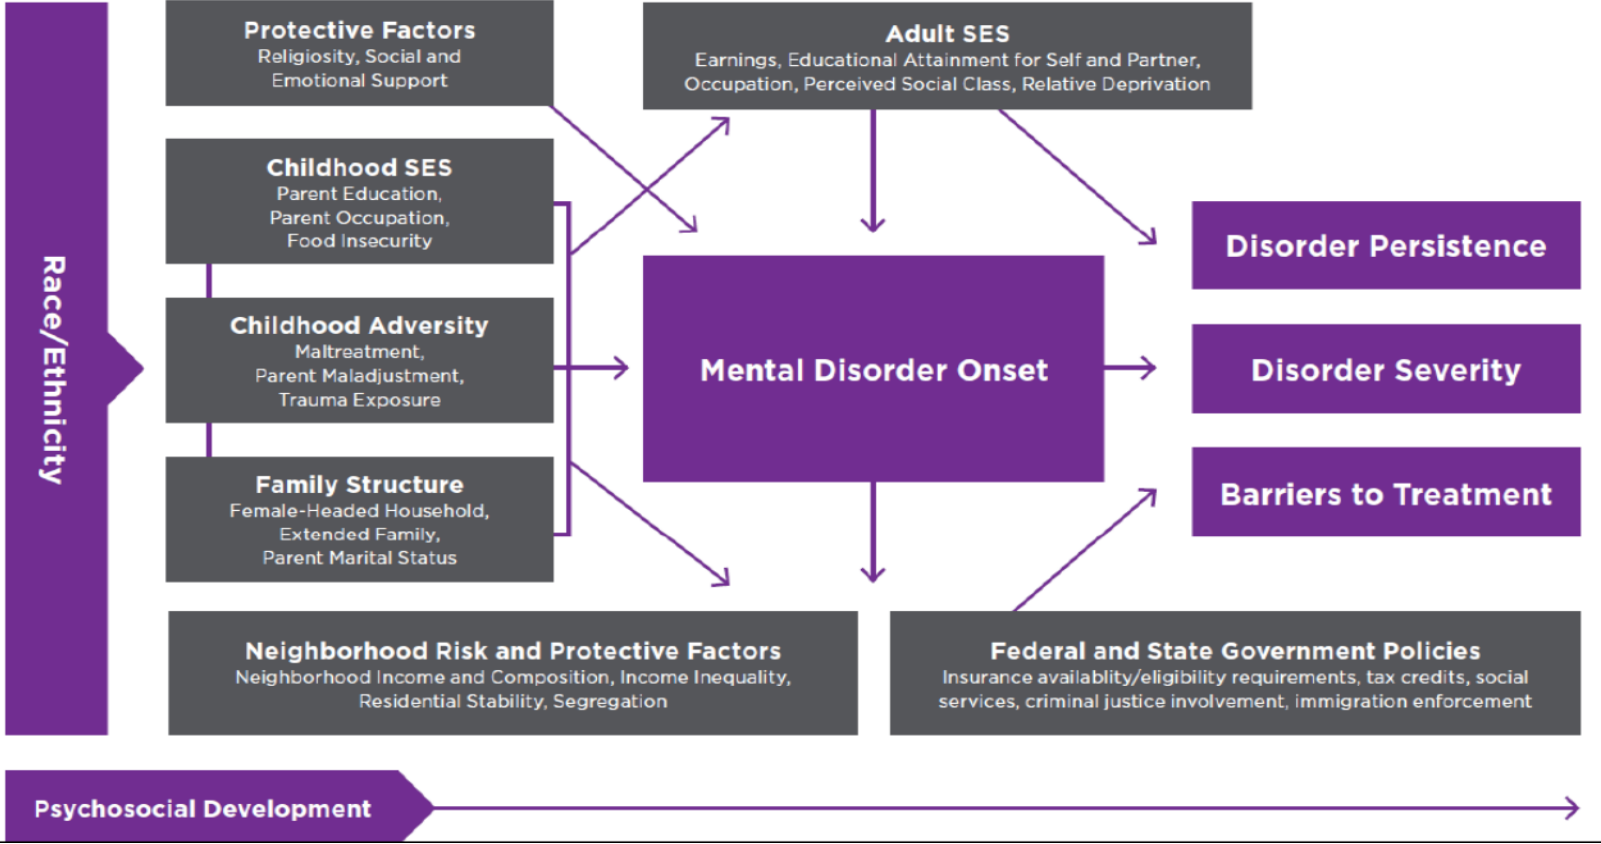 Race/Ethnicity
Protective Factors
Religiosity, Social and
Emotional Support
Childhood SES
Parent Education,
Parent Occupation,
Food Insecurity
Childhood Adversity
Maltreatment,
Parent Maladjustment,
Trauma Exposure
Family Structure
Female-Headed Household,
Extended Family,
Parent Marital Status
Adult SES
Earnings, Educational Attainment for Self and Partner,
Occupation, Perceived Social Class, Relative Deprivation
Mental Disorder Onset
Disorder Persistence
Disorder Severity
Barriers to Treatment
Neighborhood Risk and Protective Factors
Neighborhood Income and Composition, Income Inequality,
Residential Stability, Segregation
Federal and State Government Policies
Insurance availablity/eligibility requirements, tax credits, social
services, criminal justice involvement, immigration enforcement
Psychosocial Development